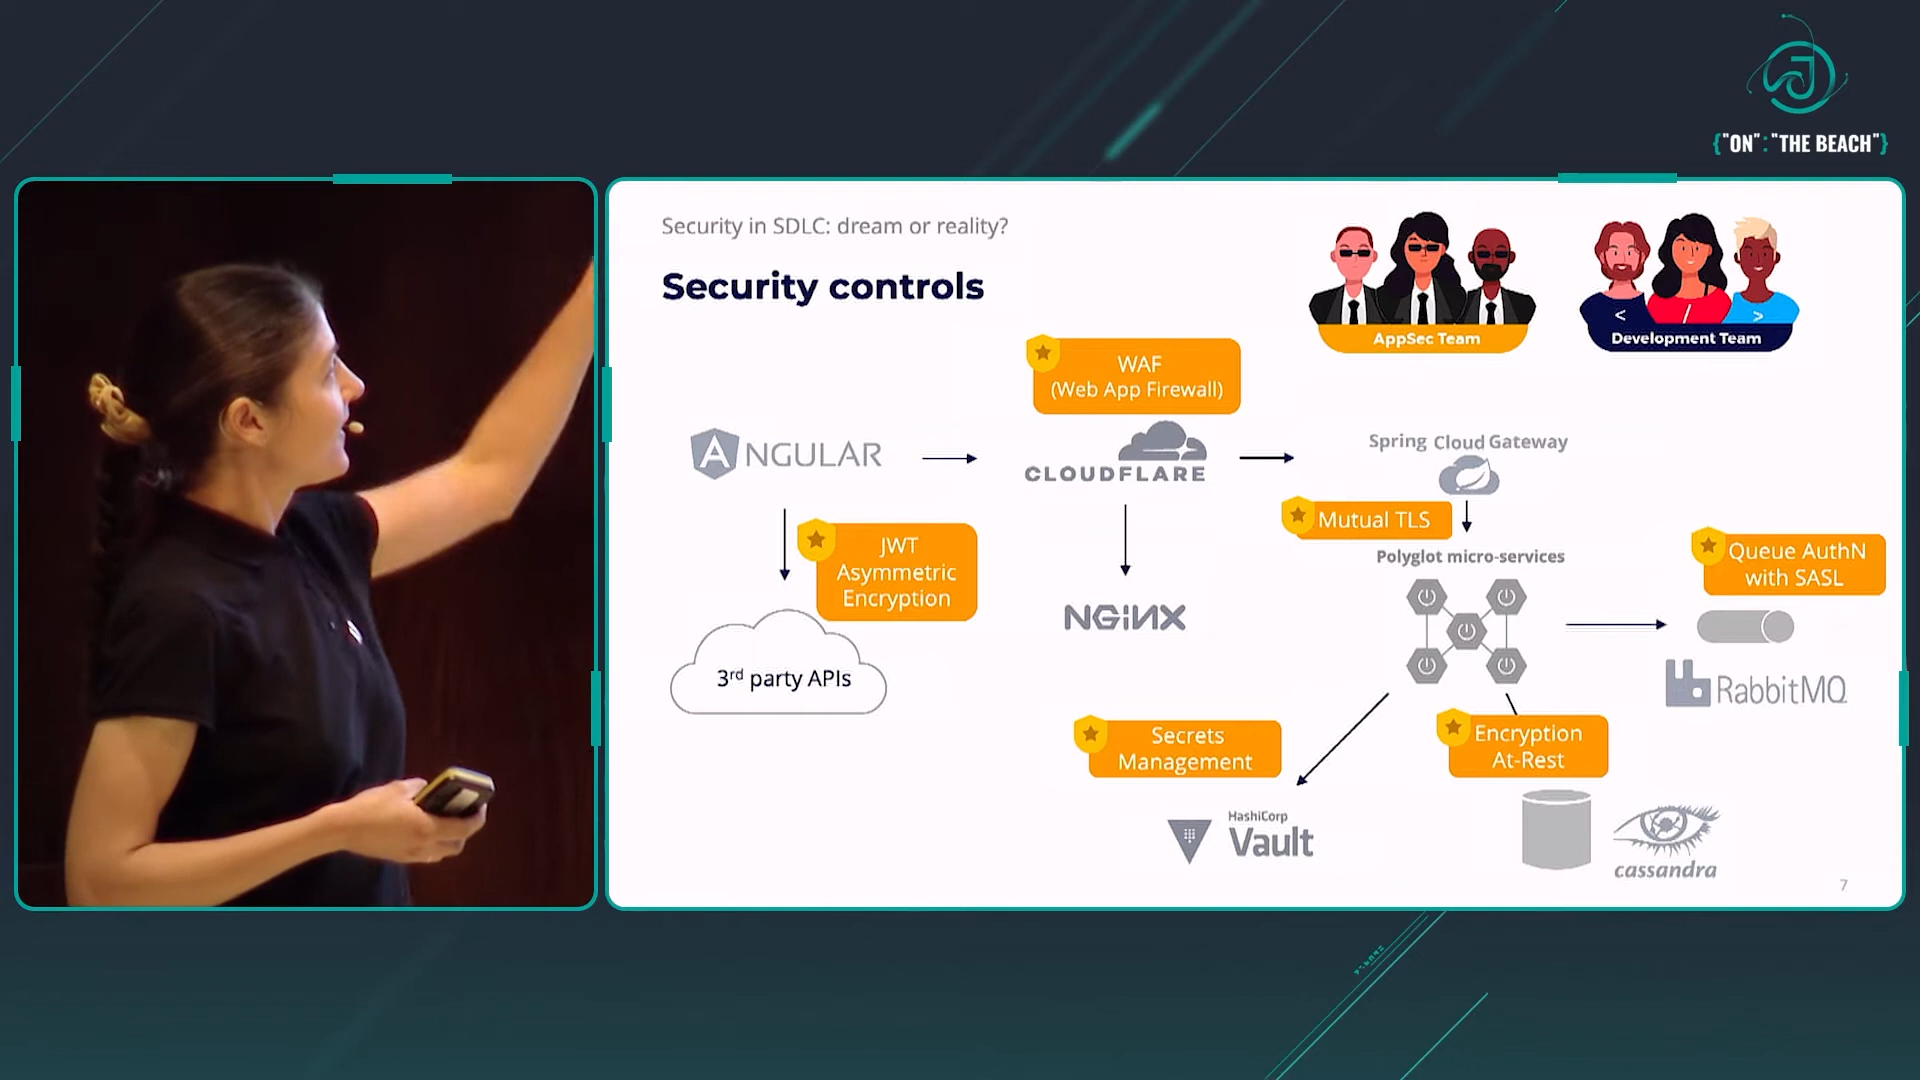 {"ON":"THE BEACH"}
Security in SDLC: dream or reality?
Security controls
AppSec Team
<
/
>
Development Team
WAF
(Web App Firewall)
ANGULAR
CLOUDFLARE
Spring Cloud Gateway
Mutual TLS
JWT
Asymmetric
Encryption
Polyglot micro-services
Queue AuthN
with SASL
NGINX
3rd party APIs
RabbitMQ
Secrets
Management
Encryption
At-Rest
HashiCorp
Vault
cassandra
7